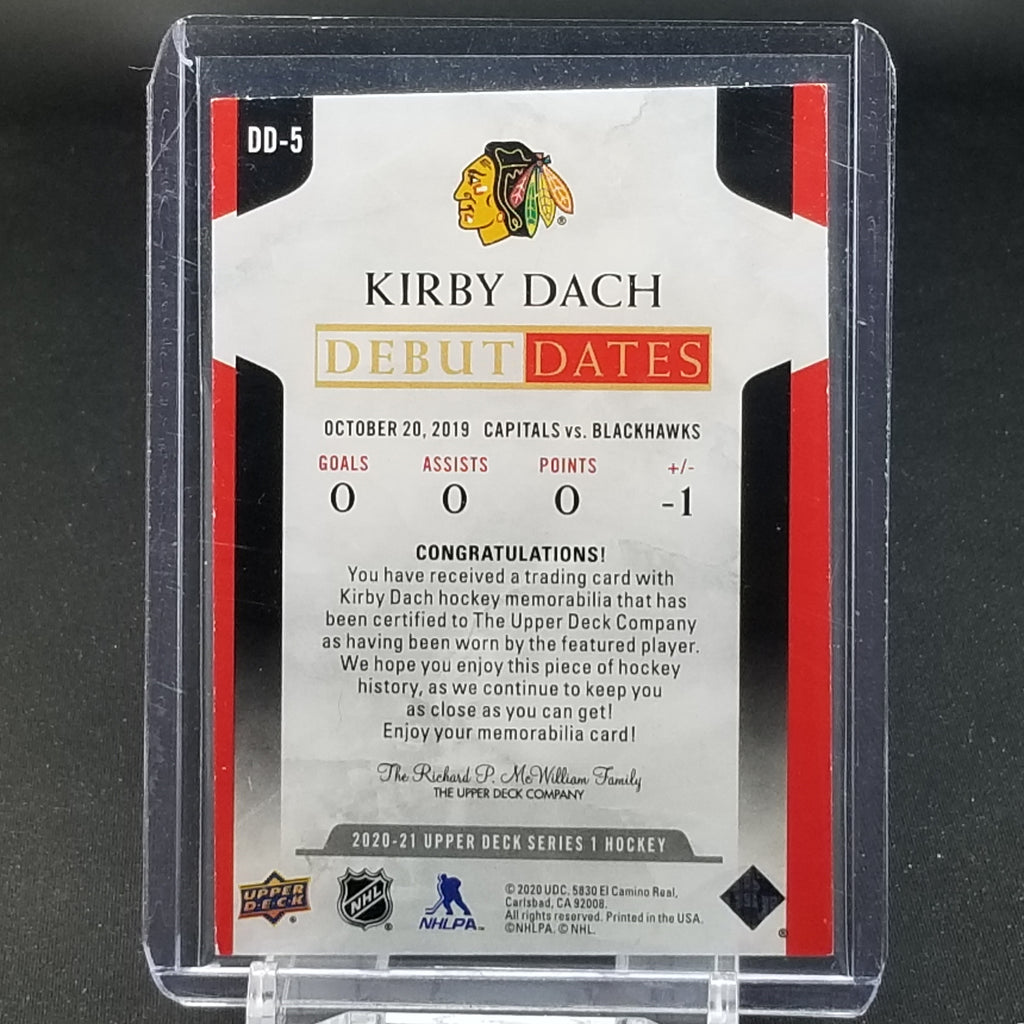 DD-5
KIRBY DACH
DEBUT DATES
OCTOBER 20, 2019 CAPITALS vs. BLACKHAWKS
GOALS ASSISTS POINTS +/-
0 0 0 -1
CONGRATULATIONS!
You have received a trading card with
Kirby Dach hockey memorabilia that has
been certified to The Upper Deck Company
as having been worn by the featured player.
We hope you enjoy this piece of hockey
history, as we continue to keep you
as close as you can get!
Enjoy your memorabilia card!
The Richard P. McWilliam Family
THE UPPER DECK COMPANY
2020-21 UPPER DECK SERIES 1 HOCKEY
UPPER DECK ®
NHL ®
NHLPA™
© 2020 UDC. 5830 El Camino Real,
Carlsbad, CA 92008.
All rights reserved. Printed in the USA.
©NHLPA. © NHL.